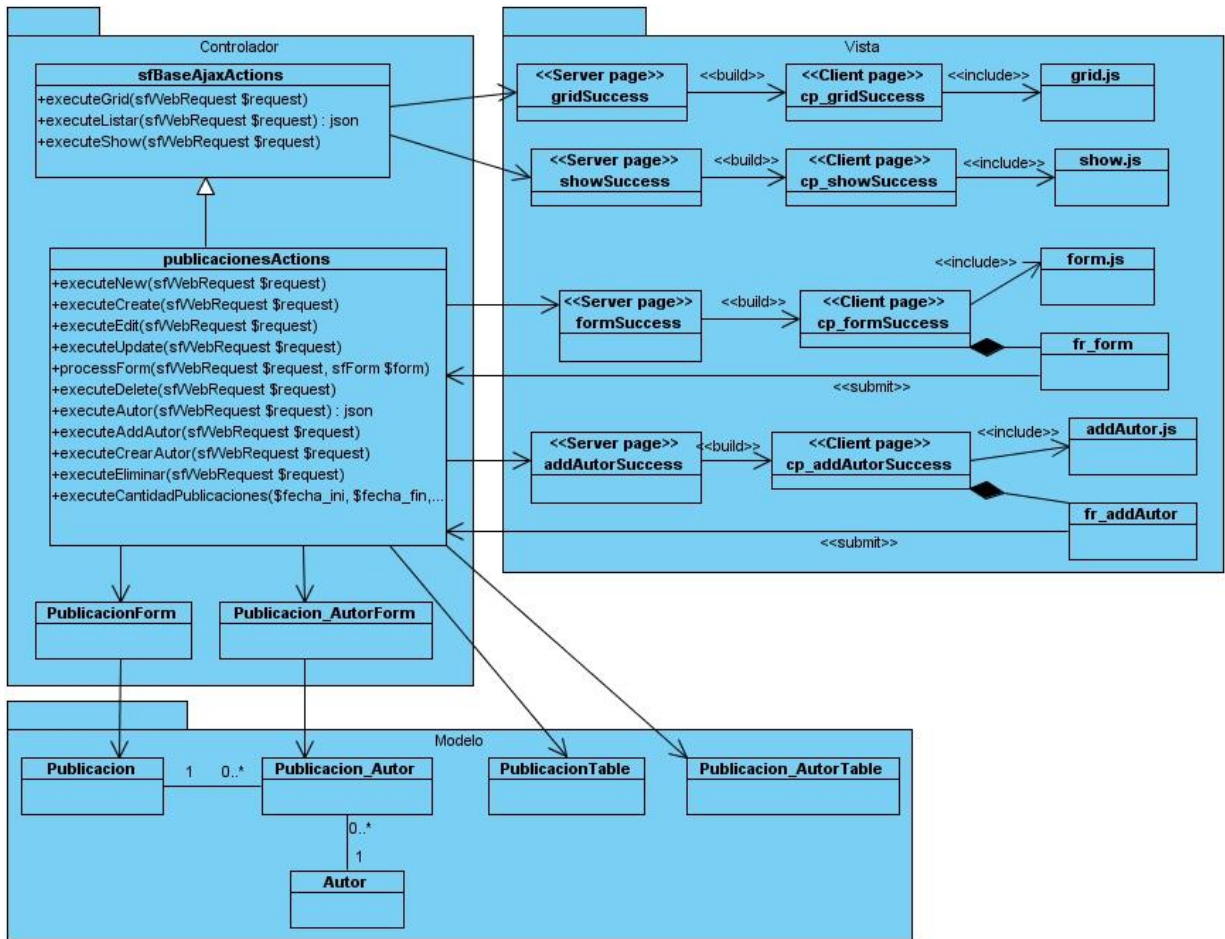 Controlador
sfBaseAjaxActions
+executeGrid(sfWebRequest $request)
+executeListar(sfWebRequest $request) : json
+executeShow(sfWebRequest $request)
publicacionesActions
+executeNew(sfWebRequest $request)
+executeCreate(sfWebRequest $request)
+executeEdit(sfWebRequest $request)
+executeUpdate(sfWebRequest $request)
+processForm(sfWebRequest $request, sfForm $form)
+executeDelete(sfWebRequest $request)
+executeAutor(sfWebRequest $request) : json
+executeAddAutor(sfWebRequest $request)
+executeCrearAutor(sfWebRequest $request)
+executeEliminar(sfWebRequest $request)
+executeCantidadPublicaciones($fecha_ini, $fecha_fin,...
PublicacionForm
Publicacion_AutorForm
Vista
<<Server page>>
gridSuccess
<<build>>
<<Client page>>
cp_gridSuccess
<<include>>
grid.js
<<Server page>>
showSuccess
<<build>>
<<Client page>>
cp_showSuccess
<<include>>
show.js
<<Server page>>
formSuccess
<<build>>
<<Client page>>
cp_formSuccess
<<include>>
form.js
fr_form
<<submit>>
<<Server page>>
addAutorSuccess
<<build>>
<<Client page>>
cp_addAutorSuccess
<<include>>
addAutor.js
fr_addAutor
<<submit>>
Modelo
Publicacion
1
0..*
Publicacion_Autor
PublicacionTable
Publicacion_AutorTable
0..*
1
Autor